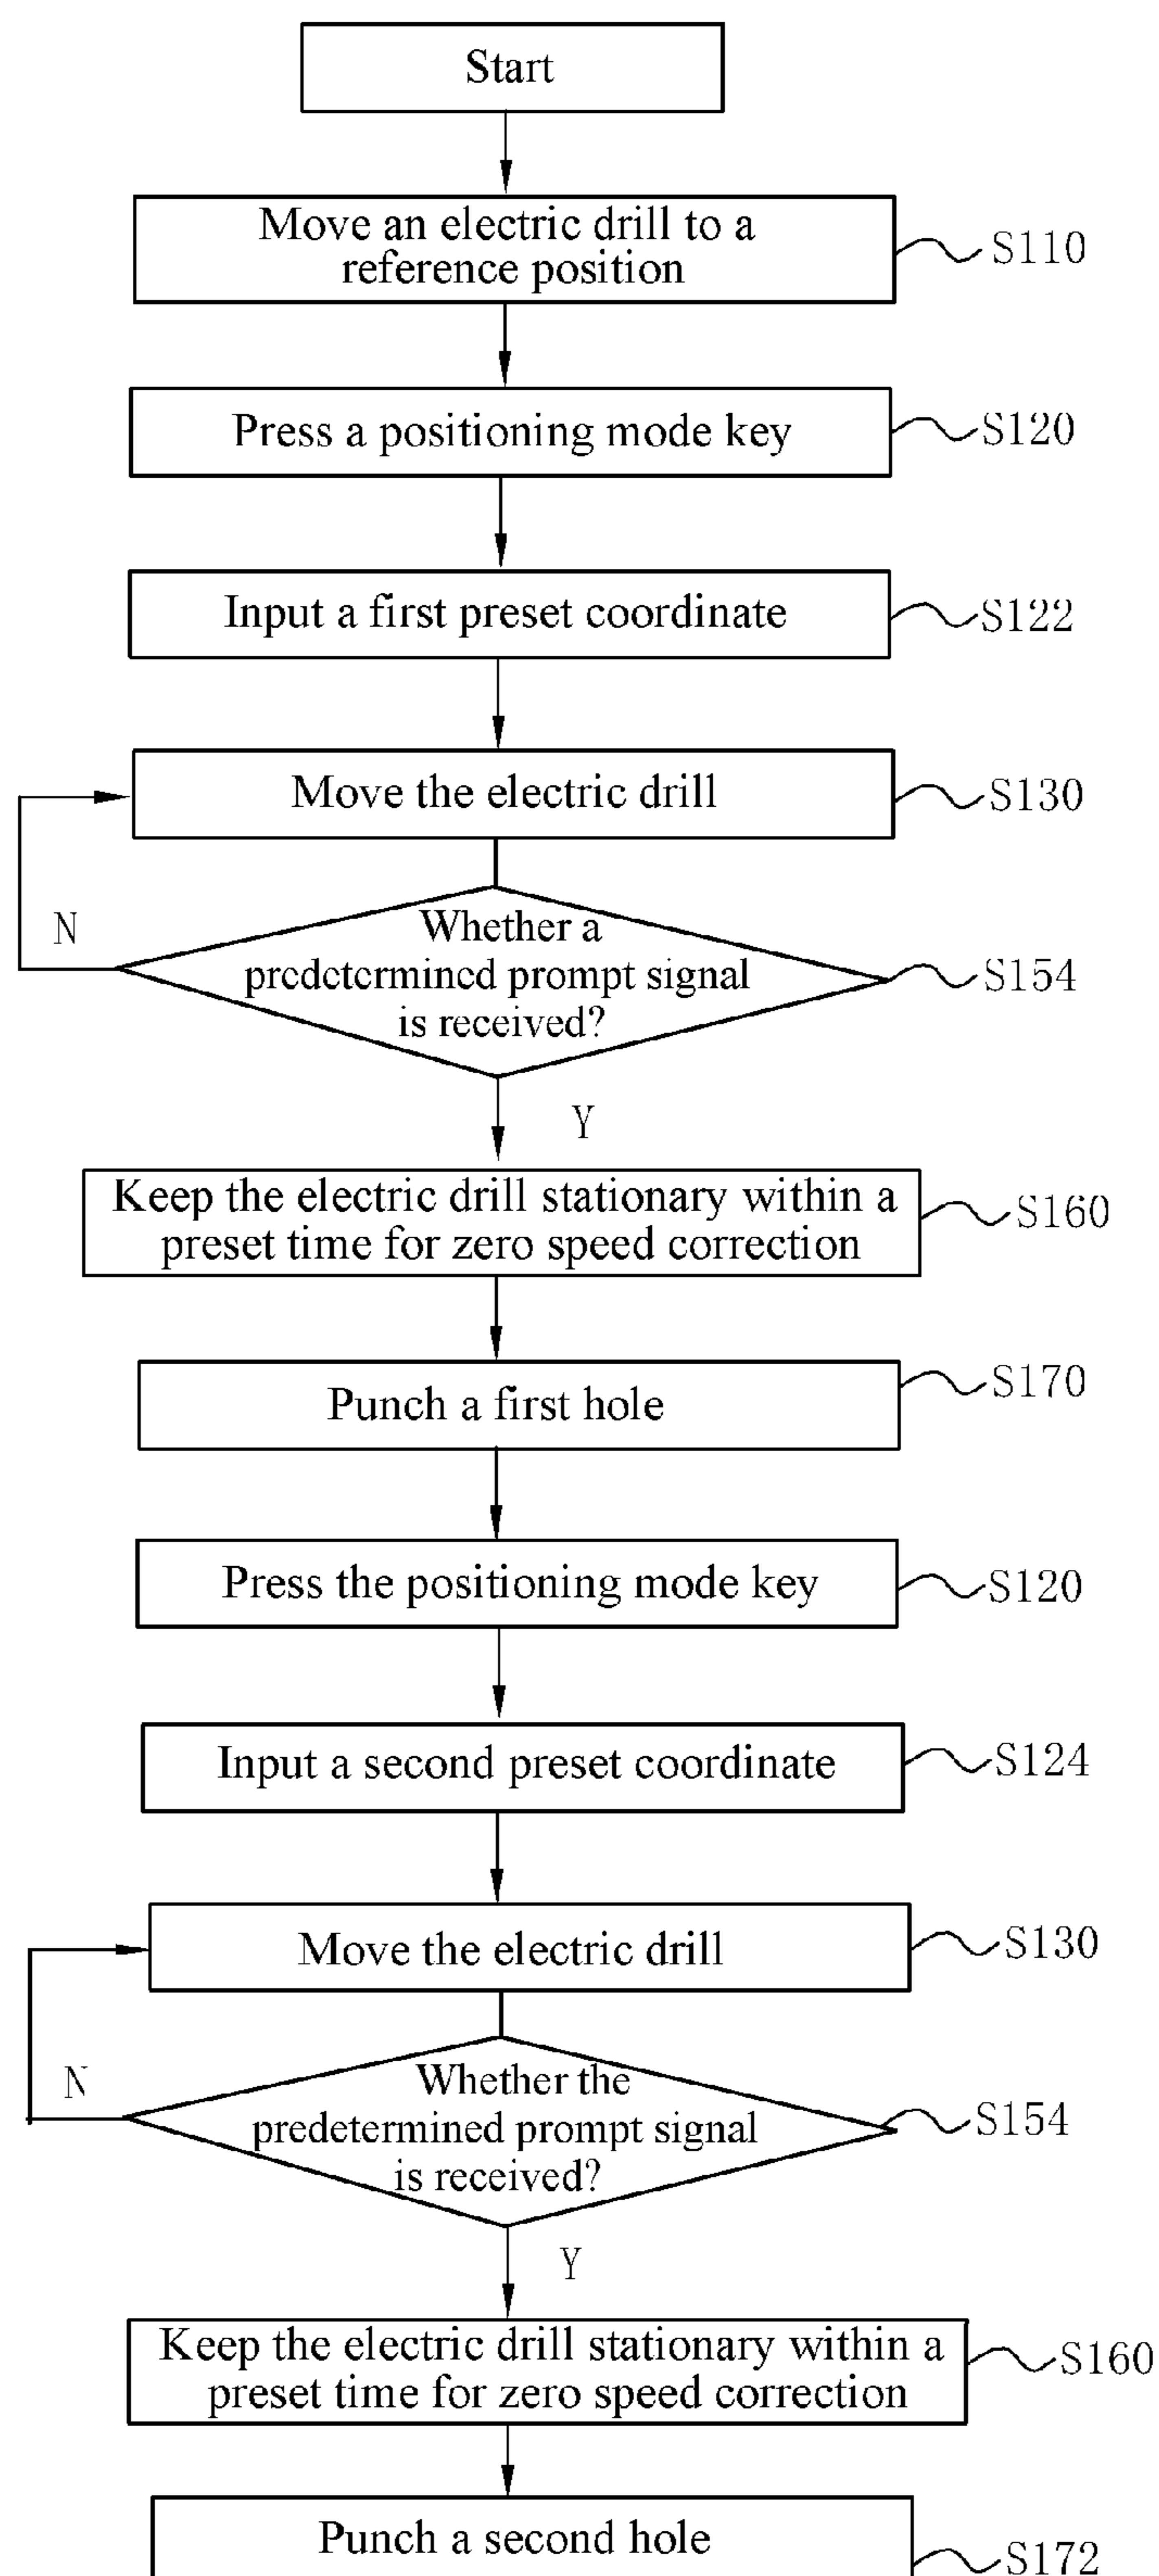 Start
Move an electric drill to a
reference position
S110
Press a positioning mode key
S120
Input a first preset coordinate
S122
Move the electric drill
S130
N
Whether a
predetermined prompt signal
is received?
S154
Y
Keep the electric drill stationary within a
preset time for zero speed correction
S160
Punch a first hole
S170
Press the positioning mode key
S120
Input a second preset coordinate
S124
Move the electric drill
S130
N
Whether the
predetermined prompt signal
is received?
S154
Y
Keep the electric drill stationary within a
preset time for zero speed correction
S160
Punch a second hole
S172